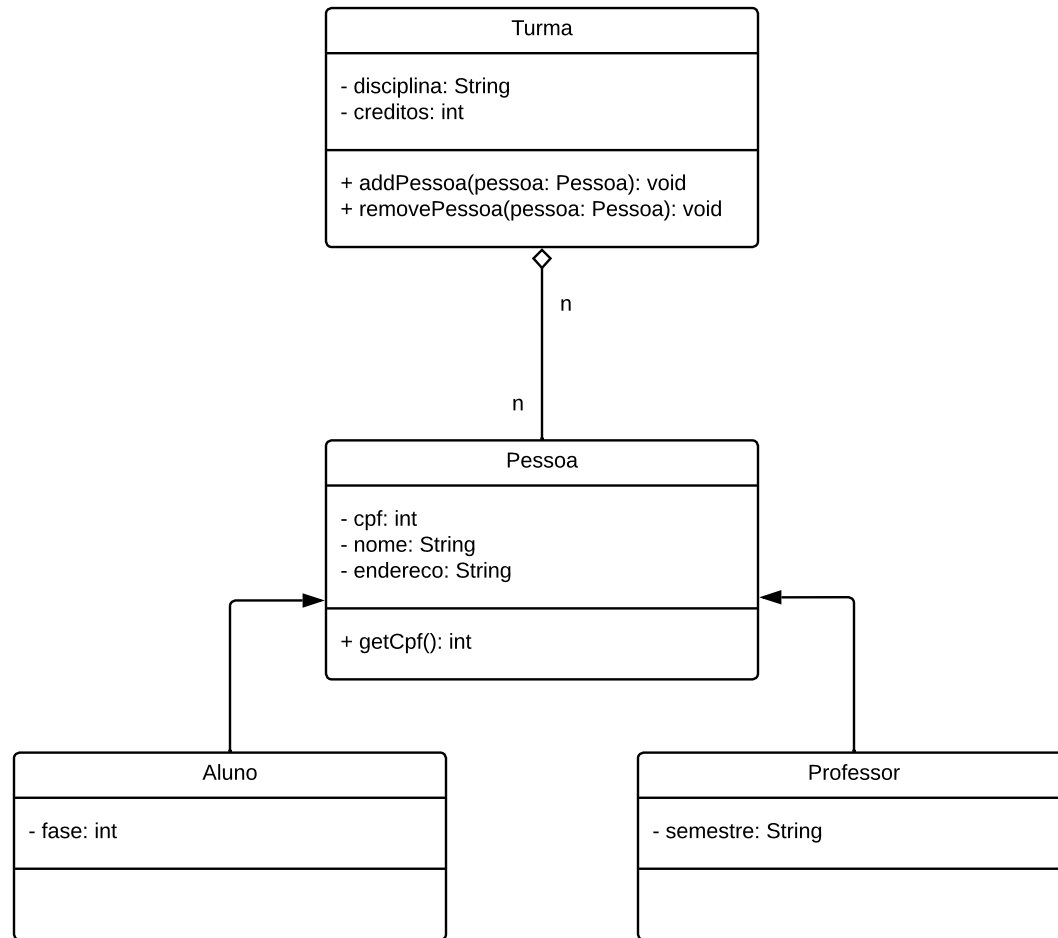 Turma
- disciplina: String
- creditos: int
+ addPessoa(pessoa: Pessoa): void
+ removePessoa(pessoa: Pessoa): void
n
n
Pessoa
- cpf: int
- nome: String
- endereco: String
+ getCpf(): int
Aluno
- fase: int
Professor
- semestre: String